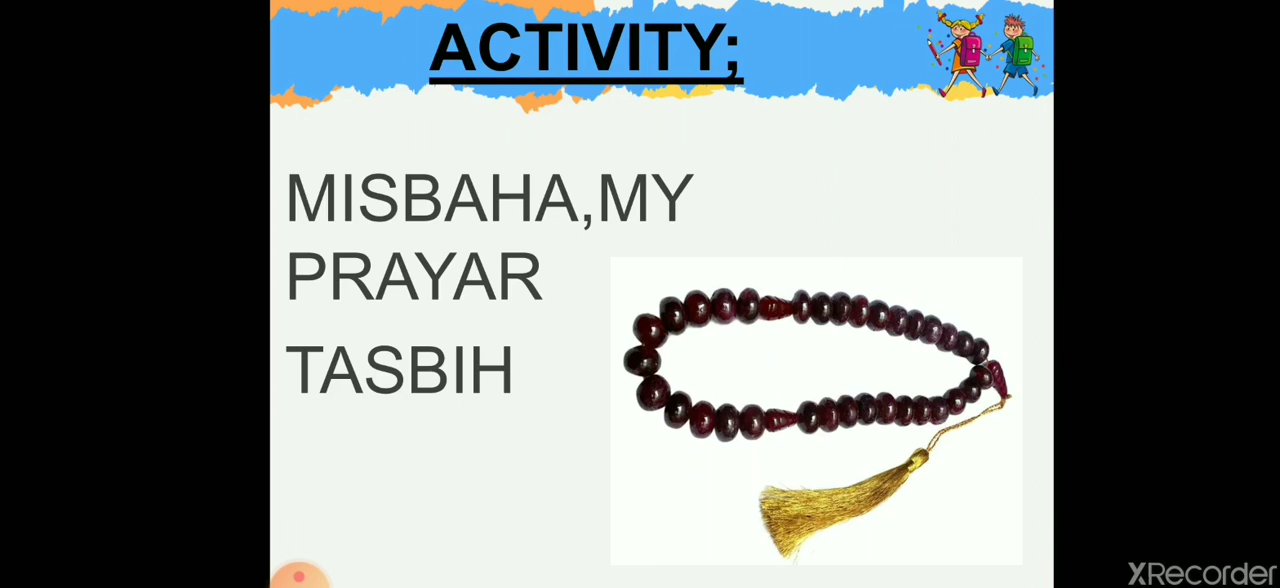 ACTIVITY;
MISBAHA,MY
PRAYAR
TASBIH
XRecorder